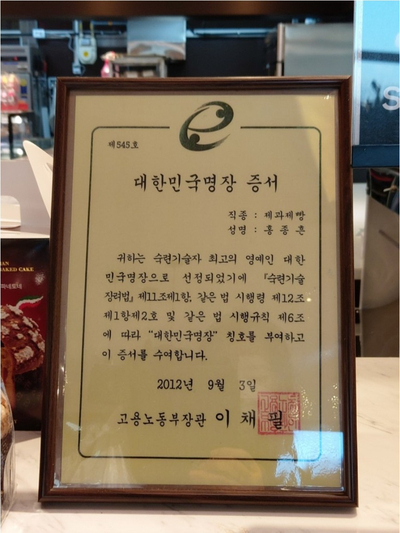 제545호
대한민국명장 증서
직종 : 제과제빵
성명 : 홍종흔
귀하는 숙련기술자 최고의 영예인 대한
민국명장으로 선정되었기에 『숙련기술
장려법』 제11조제1항, 같은 법 시행령 제12조
제1항제2호 및 같은 법 시행규칙 제6조
에 따라 "대한민국명장" 칭호를 부여하고
이 증서를 수여합니다.
2012년 9월 3일
고용노동부장관 이채필
BAKED CAKE
S